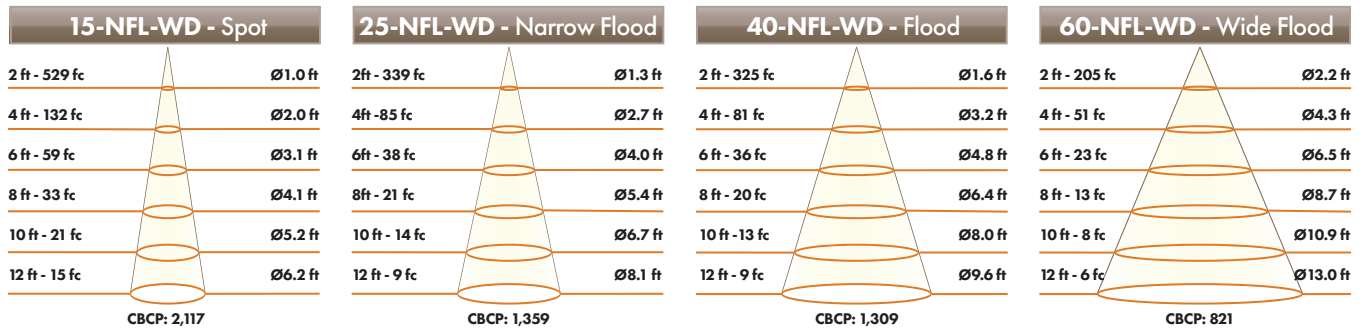 15-NFL-WD - Spot
2 ft - 529 fc Ø1.0 ft
4 ft - 132 fc Ø2.0 ft
6 ft - 59 fc Ø3.1 ft
8 ft - 33 fc Ø4.1 ft
10 ft - 21 fc Ø5.2 ft
12 ft - 15 fc Ø6.2 ft
CBCP: 2,117
25-NFL-WD - Narrow Flood
2ft - 339 fc Ø1.3 ft
4ft -85 fc Ø2.7 ft
6ft - 38 fc Ø4.0 ft
8ft - 21 fc Ø5.4 ft
10 ft - 14 fc Ø6.7 ft
12 ft - 9 fc Ø8.1 ft
CBCP: 1,359
40-NFL-WD - Flood
2 ft - 325 fc Ø1.6 ft
4 ft - 81 fc Ø3.2 ft
6 ft - 36 fc Ø4.8 ft
8 ft - 20 fc Ø6.4 ft
10 ft -13 fc Ø8.0 ft
12 ft - 9 fc Ø9.6 ft
CBCP: 1,309
60-NFL-WD - Wide Flood
2 ft - 205 fc Ø2.2 ft
4 ft - 51 fc Ø4.3 ft
6 ft - 23 fc Ø6.5 ft
8 ft - 13 fc Ø8.7 ft
10 ft - 8 fc Ø10.9 ft
12 ft - 6 fc Ø13.0 ft
CBCP: 821